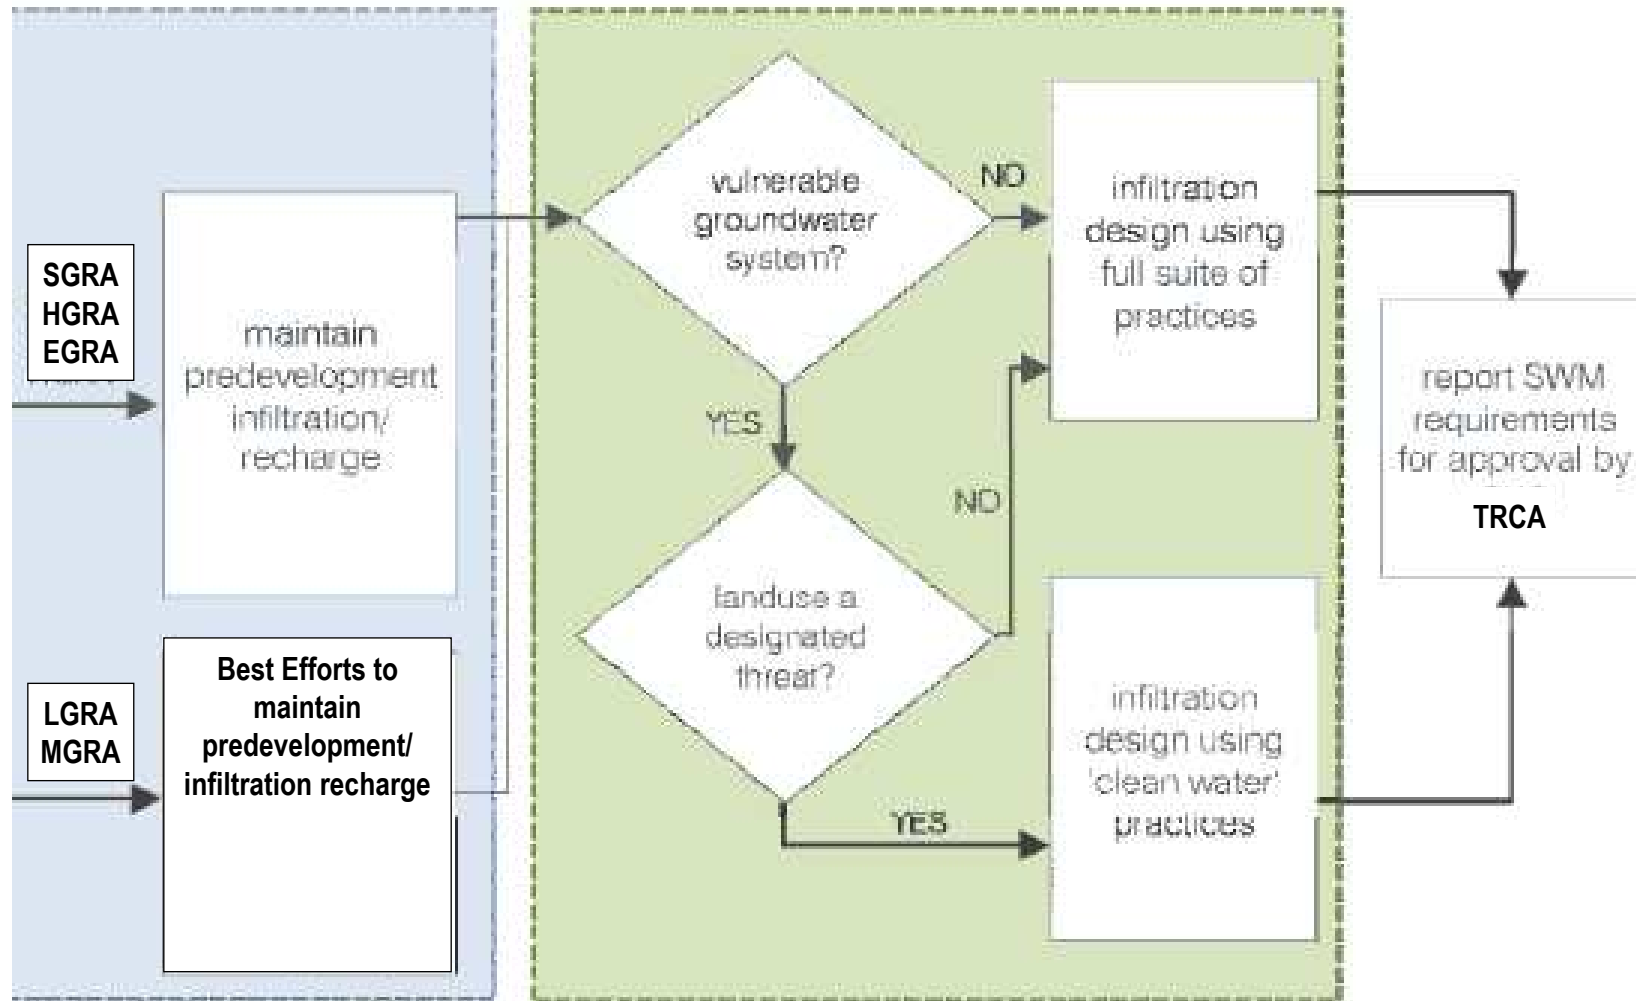 SGRA
HGRA
EGRA
maintain
predevelopment
infiltration/
recharge
LGRA
MGRA
Best Efforts to
maintain
predevelopment/
infiltration recharge
vulnerable
groundwater
system?
NO
YES
landuse a
designated
threat?
NO
YES
infiltration
design using
full suite of
practices
infiltration
design using
'clean water'
practices
report SWM
requirements
for approval by
TRCA